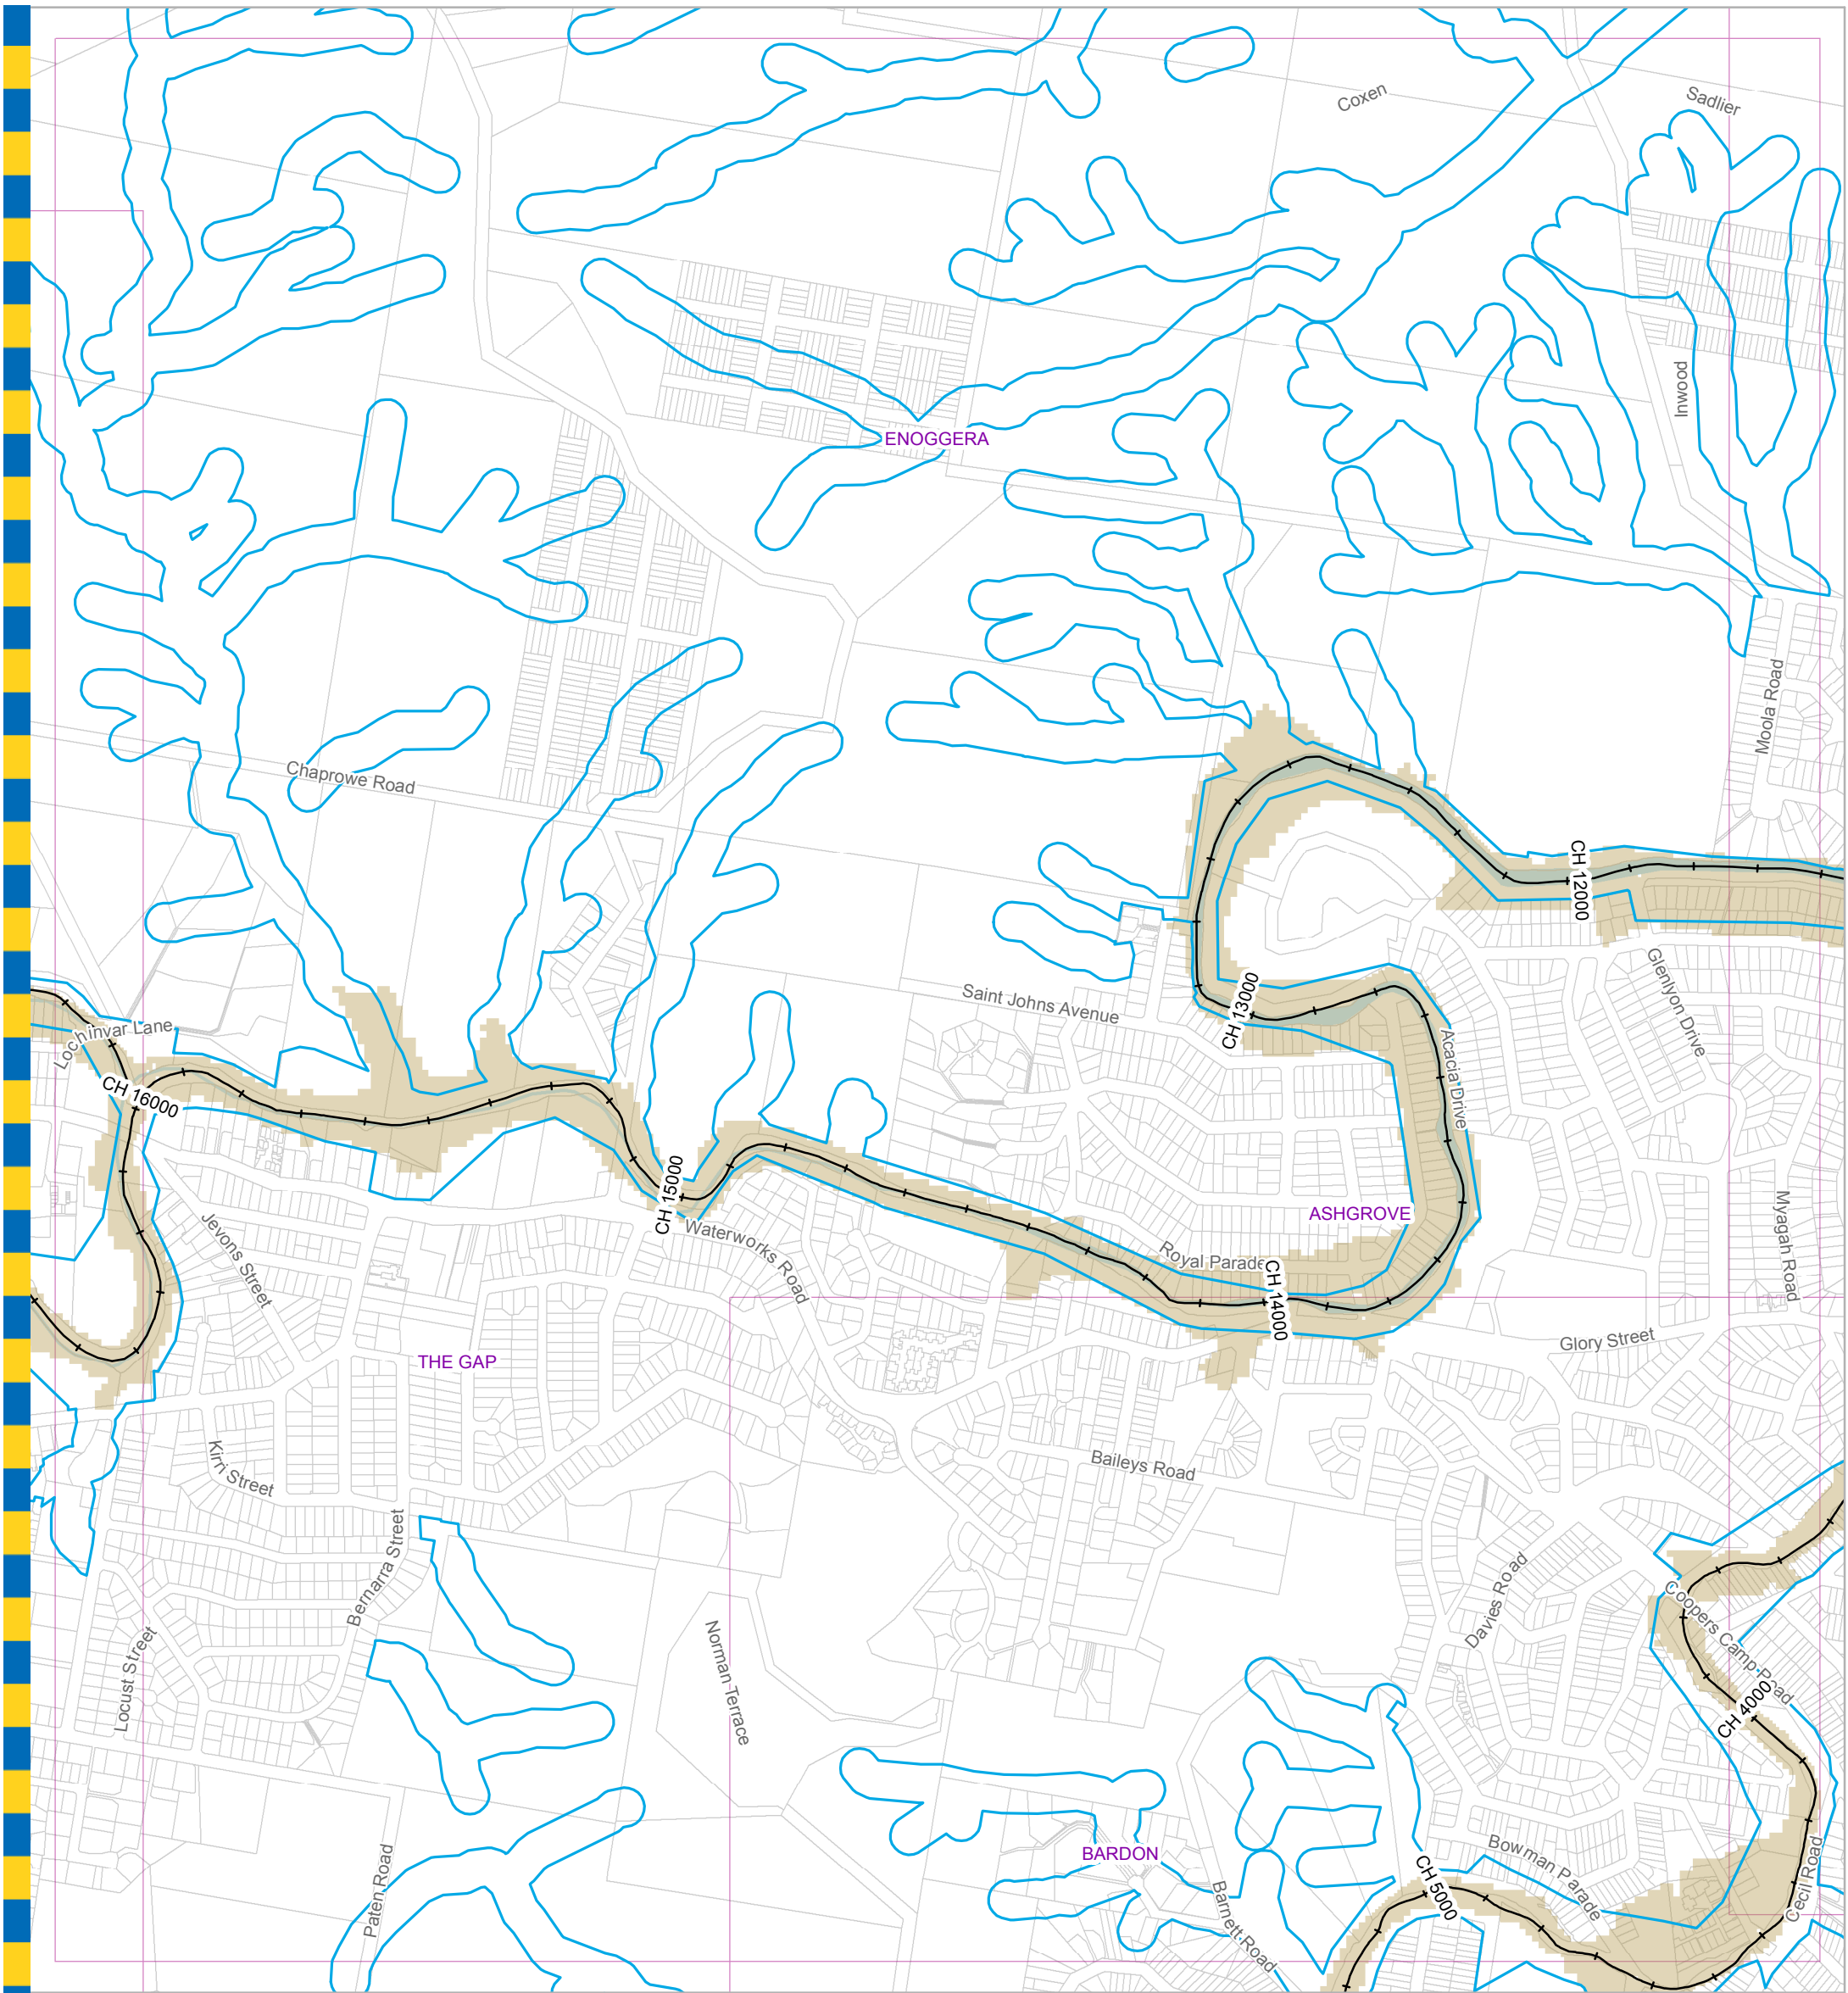 Coxen
Sadlier
Inwood
ENOGGERA
Moola Road
Chaprowe Road
CH 12000
Glenlyon Drive
Saint Johns Avenue
CH 13000
Lochinvar Lane
Acacia Drive
CH 16000
CH 15000
ASHGROVE
Myagah Road
Jevons Street
Waterworks Road
Royal Parade
CH 14000
Glory Street
THE GAP
Kirri Street
Baileys Road
Bernarra Street
Davies Road
Coopers Camp Road
Locust Street
Norman Terrace
CH 4000
BARDON
Bowman Parade
Cecil Road
Paten Road
CH 5000
Barnett Road